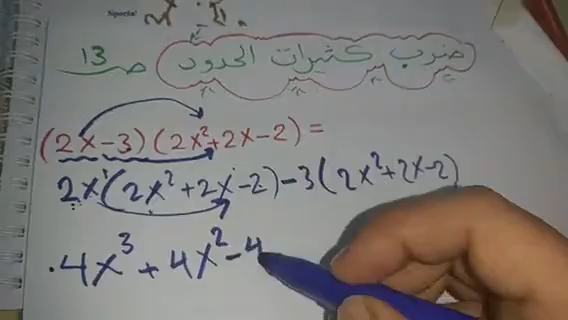 Special
ضرب كثيرات الحدود ص 13
(2x-3)(2x²+2x-2)=
2x(2x²+2x-2)-3(2x²+2x-2)
4x³+4x²-4